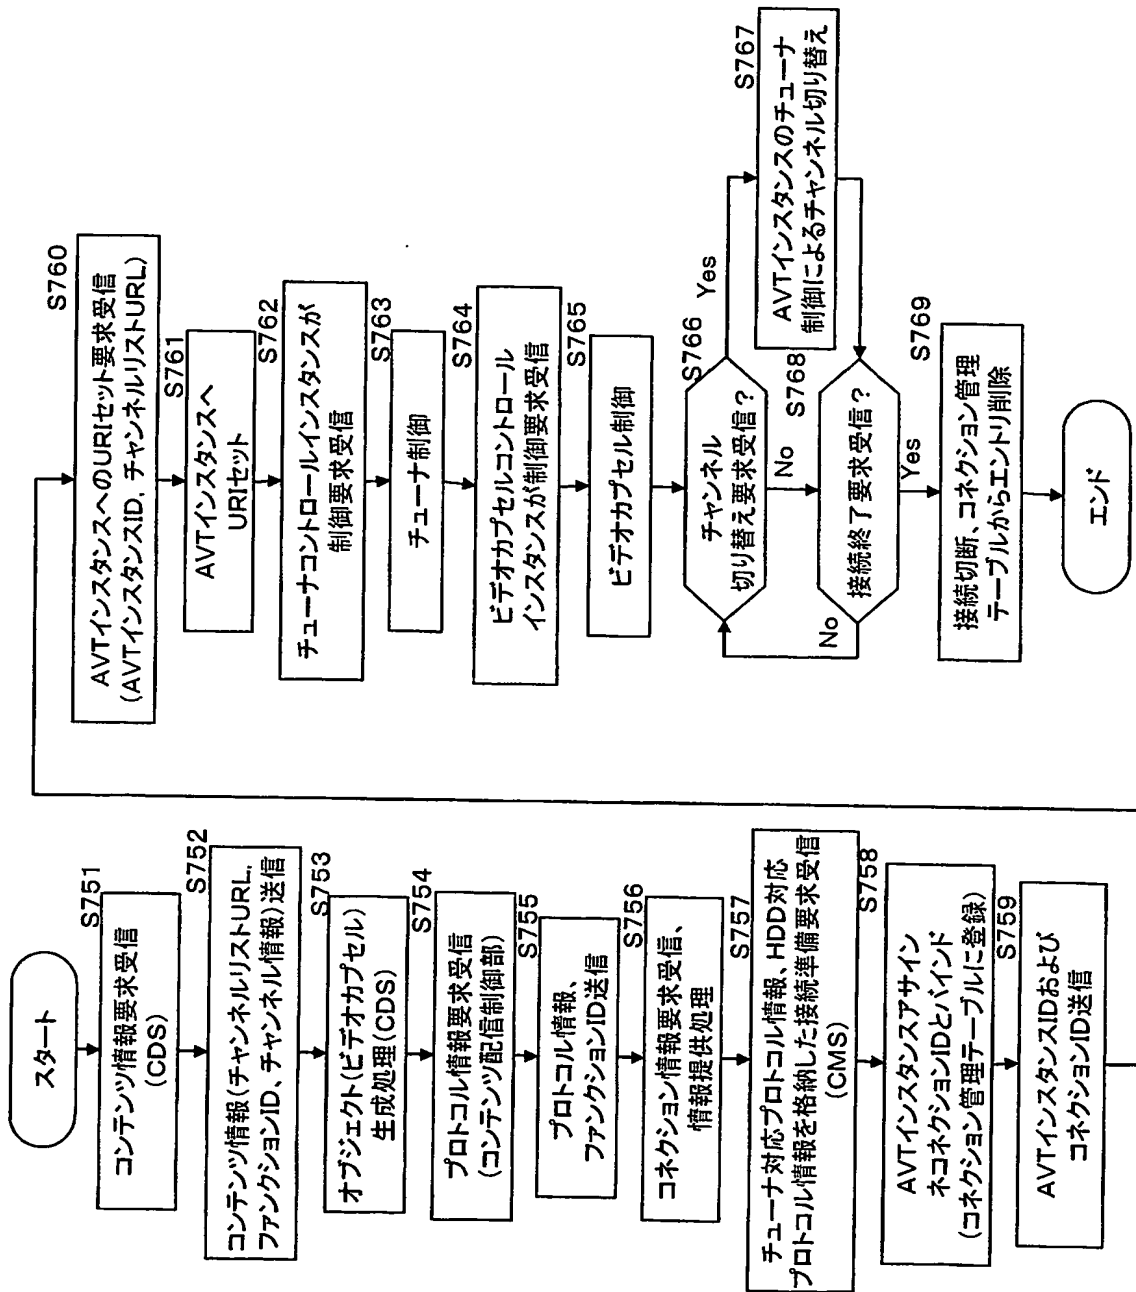 スタート
S751
コンテンツ情報要求受信
(CDS)
S752
コンテンツ情報(チャンネルリストURL,
ファンクションID、チャンネル情報)送信
S753
オブジェクト(ビデオカプセル)
生成処理(CDS)
S754
プロトコル情報要求受信
(コンテンツ配信制御部)
S755
プロトコル情報、
ファンクションID送信
S756
コネクション情報要求受信、
情報提供処理
S757
チューナ対応プロトコル情報、HDD対応
プロトコル情報を格納した接続準備要求受信
(CMS)
S758
AVTインスタンスアサイン
ネコネクションIDとバインド
(コネクション管理テーブルに登録)
S759
AVTインスタンスIDおよび
コネクションID送信
S760
AVTインスタンスへのURIセット要求受信
(AVTインスタンスID, チャンネルリストURL)
S761
AVTインスタンスへ
URIセット
S762
チューナコントロールインスタンスが
制御要求受信
S763
チューナ制御
S764
ビデオカプセルコントロール
インスタンスが制御要求受信
S765
ビデオカプセル制御
S766
チャンネル
切り替え要求受信?
Yes
No
S767
AVTインスタンスのチューナ
制御によるチャンネル切り替え
S768
接続終了要求受信?
No
Yes
S769
接続切断、コネクション管理
テーブルからエントリ削除
エンド